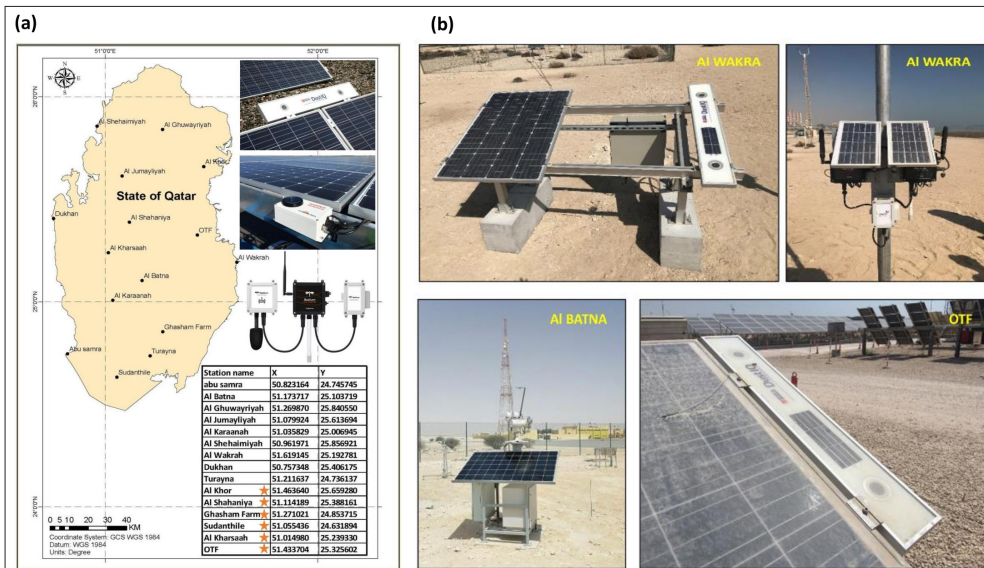 (a)
51°0'0"E 52°0'0"E
N
W E
S
26°0'0"N
Al Shehaimiyah
Al Ghuwayriyah
Al Khor
Al Jumayliyah
State of Qatar
Dukhan
Al Shahaniya
OTF
Al Kharsaah
Al Wakrah
Al Batna
25°0'0"N
Al Karaanah
Ghasham Farm
Abu samra
Turayna
Sudanthile
24°0'0"N
Station name X Y
abu samra 50.823164 24.745745
Al Batna 51.173717 25.103719
Al Ghuwayriyah 51.269870 25.840550
Al Jumayliyah 51.079924 25.613694
Al Karaanah 51.035829 25.006945
Al Shehaimiyah 50.961971 25.856921
Al Wakrah 51.619145 25.192781
Dukhan 50.757348 25.406175
Turayna 51.211637 24.736137
Al Khor 51.463640 25.659280
Al Shahaniya 51.114189 25.388161
Ghasham Farm 51.271021 24.853715
Sudanthile 51.055436 24.631894
Al Kharsaah 51.014980 25.239330
OTF 51.433704 25.325602
0 5 10 20 30 40
KM
Coordinate System: GCS WGS 1984
Datum: WGS 1984
Units: Degree
DustIQ
(b)
Al WAKRA
DustIQ
Al WAKRA
Al BATNA
OTF
DustIQ